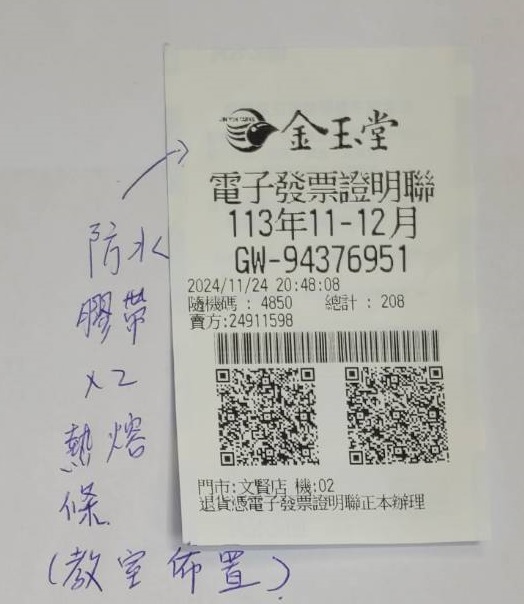 金玉堂
電子發票證明聯
113年11-12月
GW-94376951
2024/11/24 20:48:08
隨機碼 : 4850 總計 : 208
賣方:24911598
門市:文賢店 機:02
退貨憑電子發票證明聯正本辦理
防水
膠帶
x2
熱熔
條
(教室佈置)